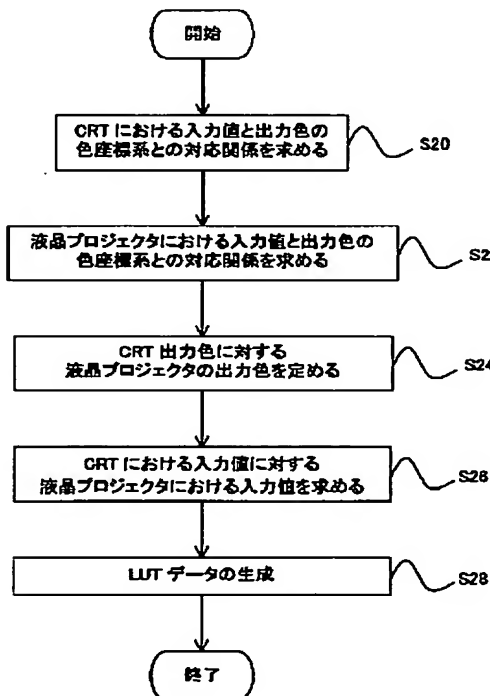 開始
CRT における入力値と出力色の
色座標系との対応関係を求める
S20
液晶プロジェクタにおける入力値と出力色の
色座標系との対応関係を求める
S2
CRT 出力色に対する
液晶プロジェクタの出力色を定める
S24
CRT における入力値に対する
液晶プロジェクタにおける入力値を求める
S26
LUT データの生成
S28
終了